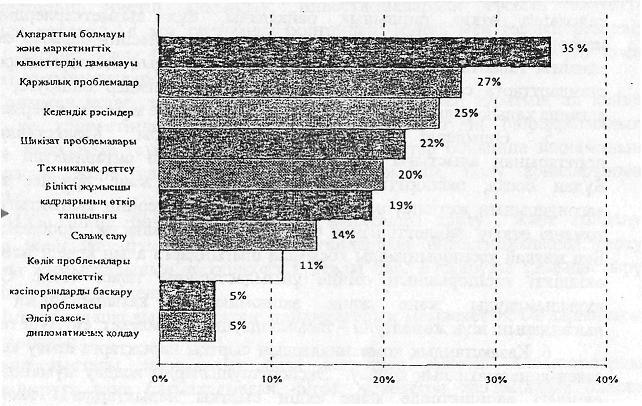 Ақпараттың болмауы
және маркетингтік
қызметтердің дамымауы
35 %
Қаржылық проблемалар
27%
Кедендік рәсімдер
25%
Шикізат проблемалары
22%
Техникалық реттеу
20%
Білікті жұмысшы
кадрларының өткір
тапшылығы
19%
Салық салу
14%
Көлік проблемалары
11%
Мемлекеттік
кәсіпорындарды басқару
проблемасы
5%
Әлсіз саяси-
дипломатиялық қолдау
5%
0% 10% 20% 30% 40%